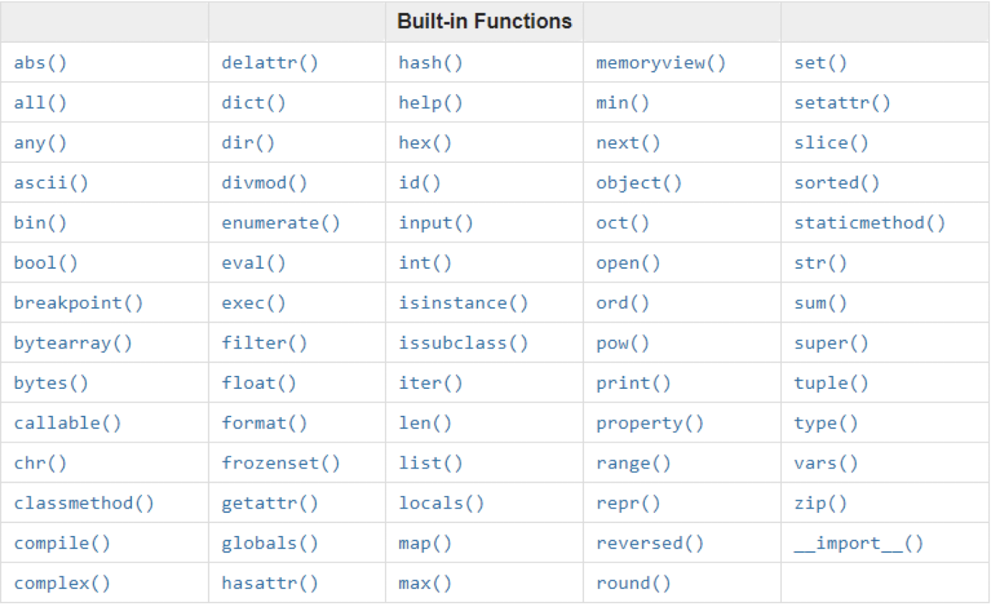 Built-in Functions
abs() delattr() hash() memoryview() set()
all() dict() help() min() setattr()
any() dir() hex() next() slice()
ascii() divmod() id() object() sorted()
bin() enumerate() input() oct() staticmethod()
bool() eval() int() open() str()
breakpoint() exec() isinstance() ord() sum()
bytearray() filter() issubclass() pow() super()
bytes() float() iter() print() tuple()
callable() format() len() property() type()
chr() frozenset() list() range() vars()
classmethod() getattr() locals() repr() zip()
compile() globals() map() reversed() __import__()
complex() hasattr() max() round()